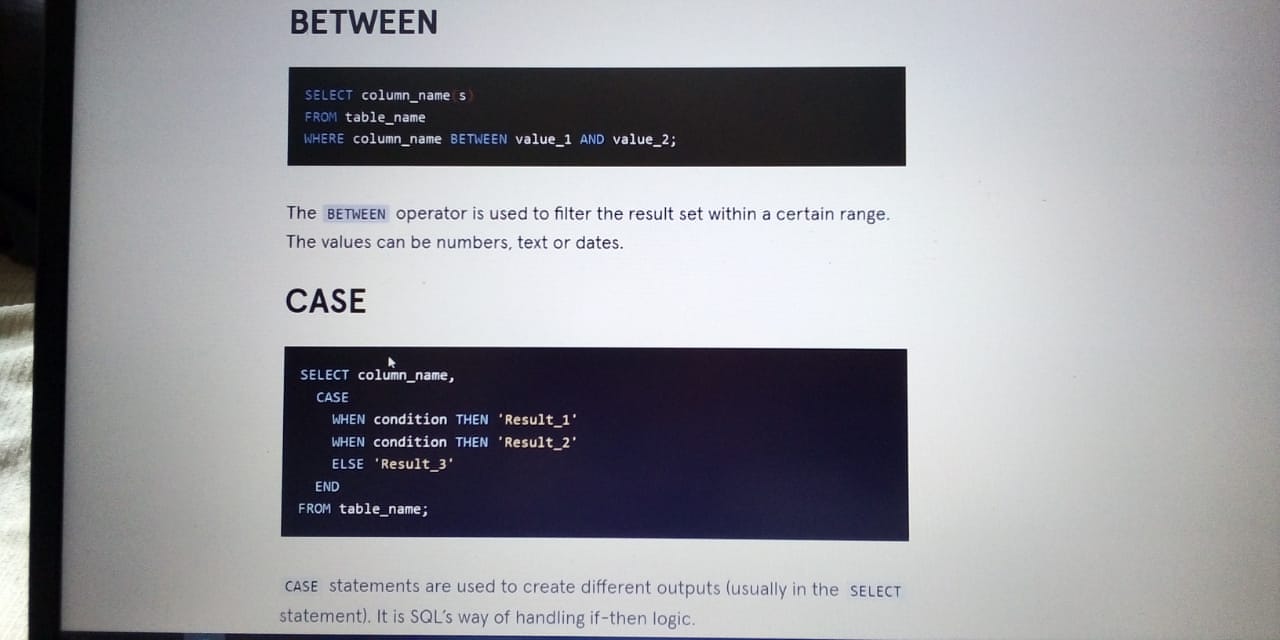 BETWEEN
SELECT column_name(s)
FROM table_name
WHERE column_name BETWEEN value_1 AND value_2;
The BETWEEN operator is used to filter the result set within a certain range.
The values can be numbers, text or dates.
CASE
SELECT column_name,
CASE
WHEN condition THEN 'Result_1'
WHEN condition THEN 'Result_2'
ELSE 'Result_3'
END
FROM table_name;
CASE statements are used to create different outputs (usually in the SELECT
statement). It is SQL's way of handling if-then logic.